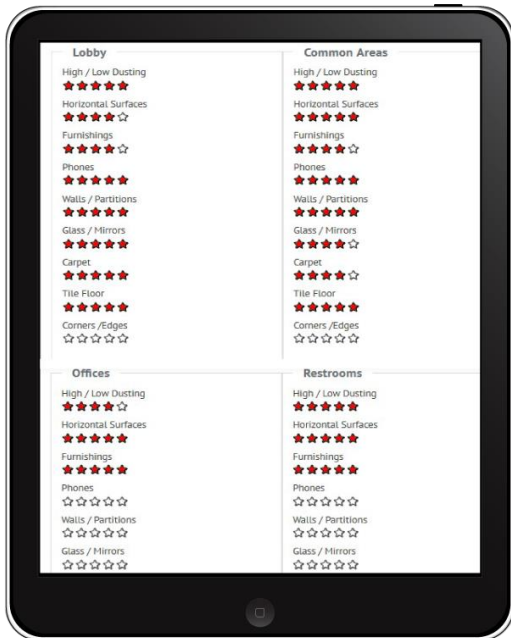 Lobby
High / Low Dusting
Horizontal Surfaces
Furnishings
Phones
Walls / Partitions
Glass / Mirrors
Carpet
Tile Floor
Corners /Edges
Common Areas
High / Low Dusting
Horizontal Surfaces
Furnishings
Phones
Walls / Partitions
Glass / Mirrors
Carpet
Tile Floor
Corners /Edges
Offices
High / Low Dusting
Horizontal Surfaces
Furnishings
Phones
Walls / Partitions
Glass / Mirrors
Restrooms
High / Low Dusting
Horizontal Surfaces
Furnishings
Phones
Walls / Partitions
Glass / Mirrors